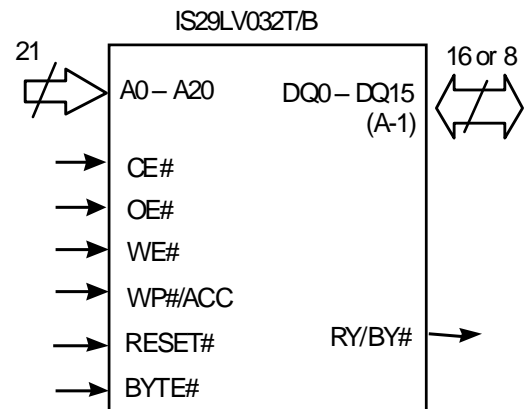 IS29LV032T/B
21
16 or 8
A0 – A20
DQ0 – DQ15
(A-1)
CE#
OE#
WE#
WP#/ACC
RESET#
RY/BY#
BYTE#